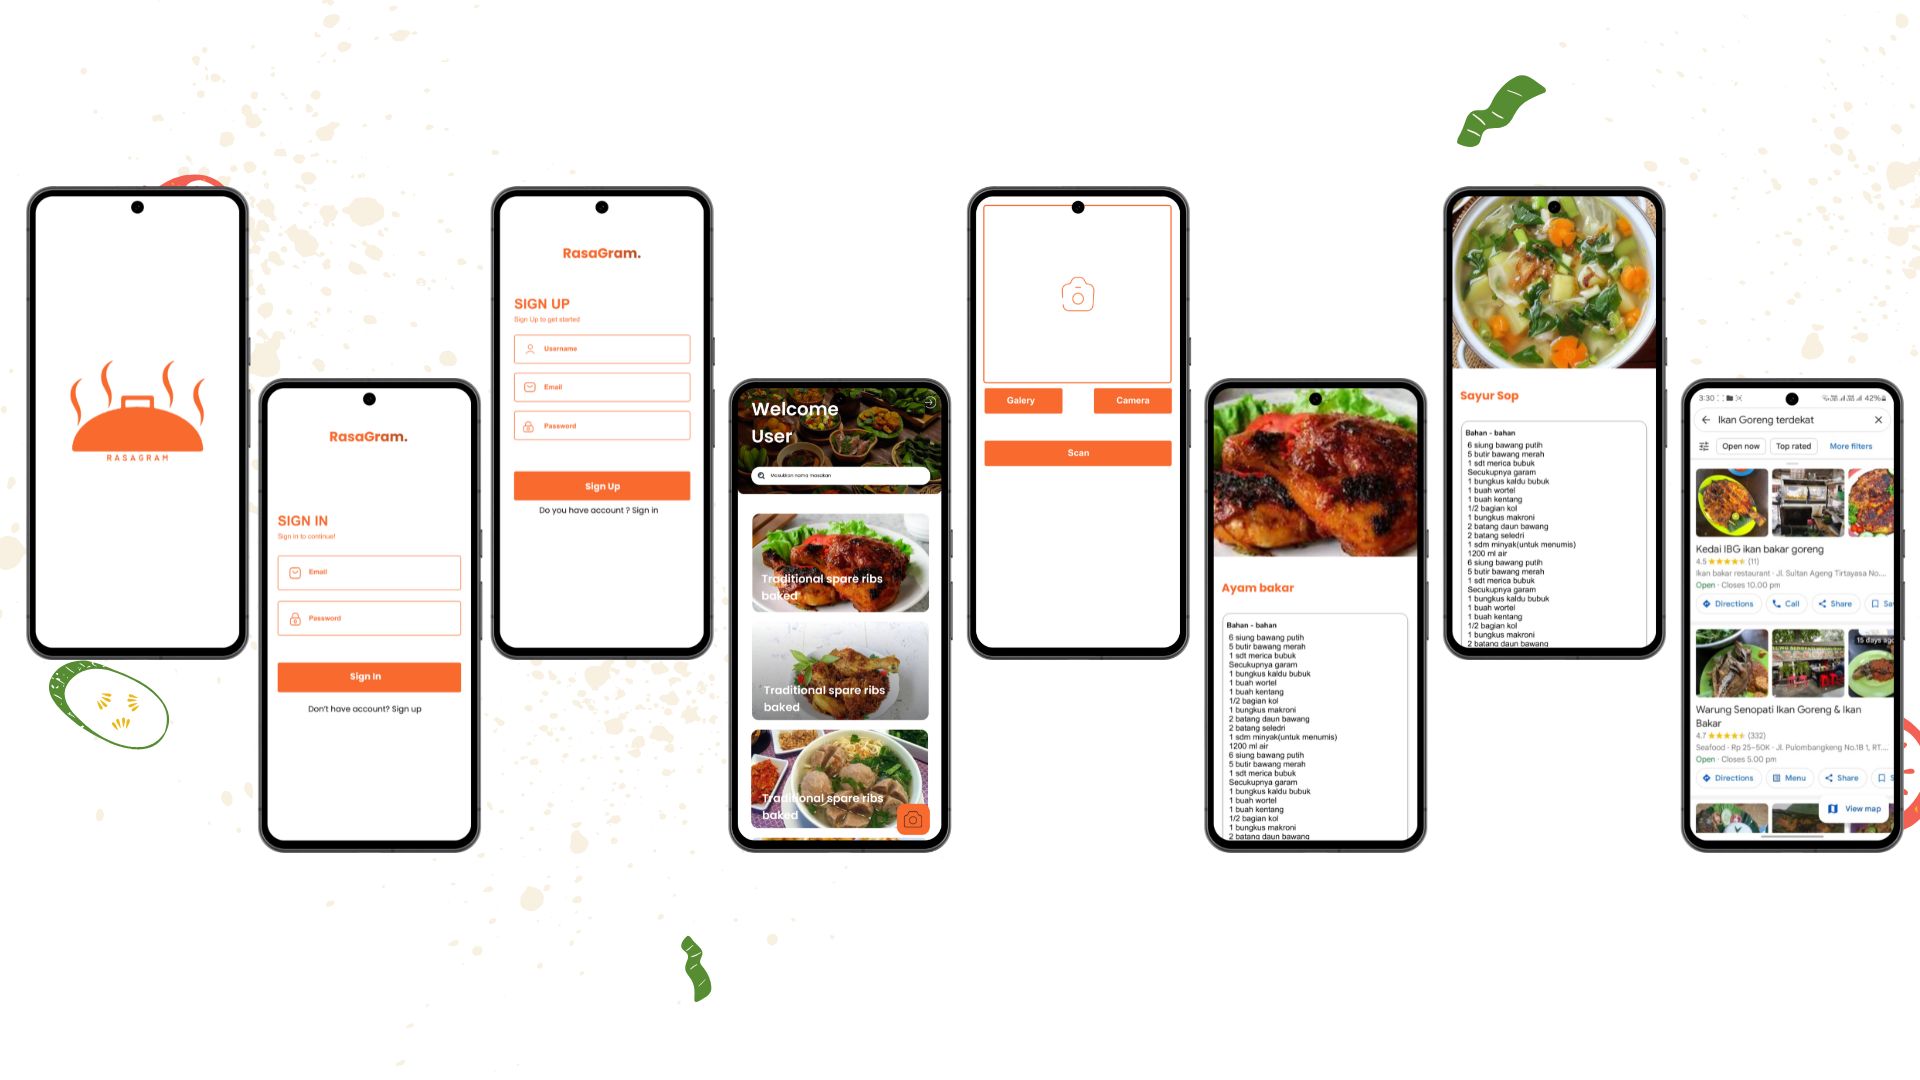 RASAGRAM
RasaGram.
SIGN IN
Sign in to continue!
Email
Password
Sign In
Don't have account? Sign up
RasaGram.
SIGN UP
Sign Up to get started
Username
Email
Password
Sign Up
Do you have account ? Sign in
Welcome
User
Masukkan nama masakan
Traditional spare ribs
baked
Traditional spare ribs
baked
Traditional spare ribs
baked
Galery
Camera
Scan
Ayam bakar
Bahan - bahan
6 siung bawang putih
5 butir bawang merah
1 sdt merica bubuk
Secukupnya garam
1 bungkus kaldu bubuk
1 buah wortel
1 buah kentang
1/2 bagian kol
1 bungkus makroni
2 batang daun bawang
2 batang seledri
1 sdm minyak(untuk menumis)
1200 ml air
6 siung bawang putih
5 butir bawang merah
1 sdt merica bubuk
Secukupnya garam
1 bungkus kaldu bubuk
1 buah wortel
1 buah kentang
1/2 bagian kol
1 bungkus makroni
2 batang daun bawang
Sayur Sop
Bahan - bahan
6 siung bawang putih
5 butir bawang merah
1 sdt merica bubuk
Secukupnya garam
1 bungkus kaldu bubuk
1 buah wortel
1 buah kentang
1/2 bagian kol
1 bungkus makroni
2 batang daun bawang
2 batang seledri
1 sdm minyak(untuk menumis)
1200 ml air
6 siung bawang putih
5 butir bawang merah
1 sdt merica bubuk
Secukupnya garam
1 bungkus kaldu bubuk
1 buah wortel
1 buah kentang
1/2 bagian kol
1 bungkus makroni
2 batang daun bawang
3:30 42%
Ikan Goreng terdekat
Open now Top rated More filters
Kedai IBG ikan bakar goreng
4.5 (11)
Ikan bakar restaurant · Jl. Sultan Ageng Tirtayasa No....
Open · Closes 10.00 pm
Directions Call Share Sa
15 days ago
Warung Senopati Ikan Goreng & Ikan
Bakar
4.7 (332)
Seafood · Rp 25–50K · Jl. Pulombangkeng No.1B 1, RT....
Open · Closes 5.00 pm
Directions Menu Share S
View map